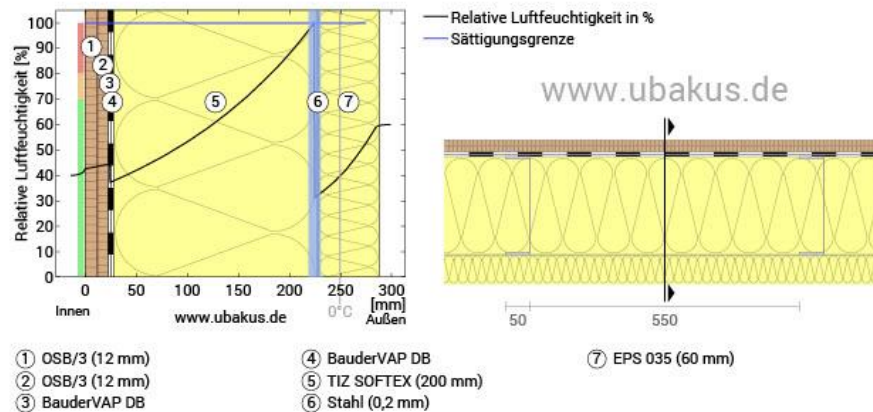 Relative Luftfeuchtigkeit in %
Sättigungsgrenze
Relative Luftfeuchtigkeit [%]
100
90
80
70
60
50
40
30
20
10
0
1
2
3
4
5
6
7
0 50 100 150 200 250 300
0°C
[mm]
Innen
www.ubakus.de
Außen
www.ubakus.de
50 550
1 OSB/3 (12 mm)
2 OSB/3 (12 mm)
3 BauderVAP DB
4 BauderVAP DB
5 TIZ SOFTEX (200 mm)
6 Stahl (0,2 mm)
7 EPS 035 (60 mm)